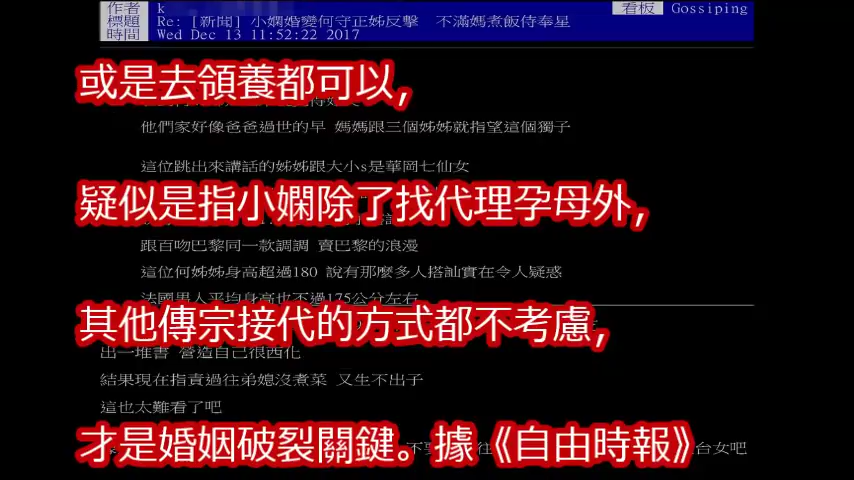 作者 k 看板 Gossiping
標題 Re: [新聞] 小嫻婚變何守正姊反擊 不滿媽煮飯侍奉星
時間 Wed Dec 13 11:52:22 2017
或是去領養都可以,
他們家好像爸爸過世的早 媽媽跟三個姊姊就指望這個獨子
這位跳出來講話的姊姊跟大小s是華岡七仙女
疑似是指小嫻除了找代理孕母外,
跟百吻巴黎同一款調調 賣巴黎的浪漫
這位何姊姊身高超過180 說有那麼多人搭訕實在令人疑惑
法國男人平均身高也不過175公分左右
其他傳宗接代的方式都不考慮,
出一堆書 營造自己很西化
結果現在指責過往弟媳沒煮菜 又生不出子
這也太難看了吧
才是婚姻破裂關鍵。據《自由時報》
台女吧